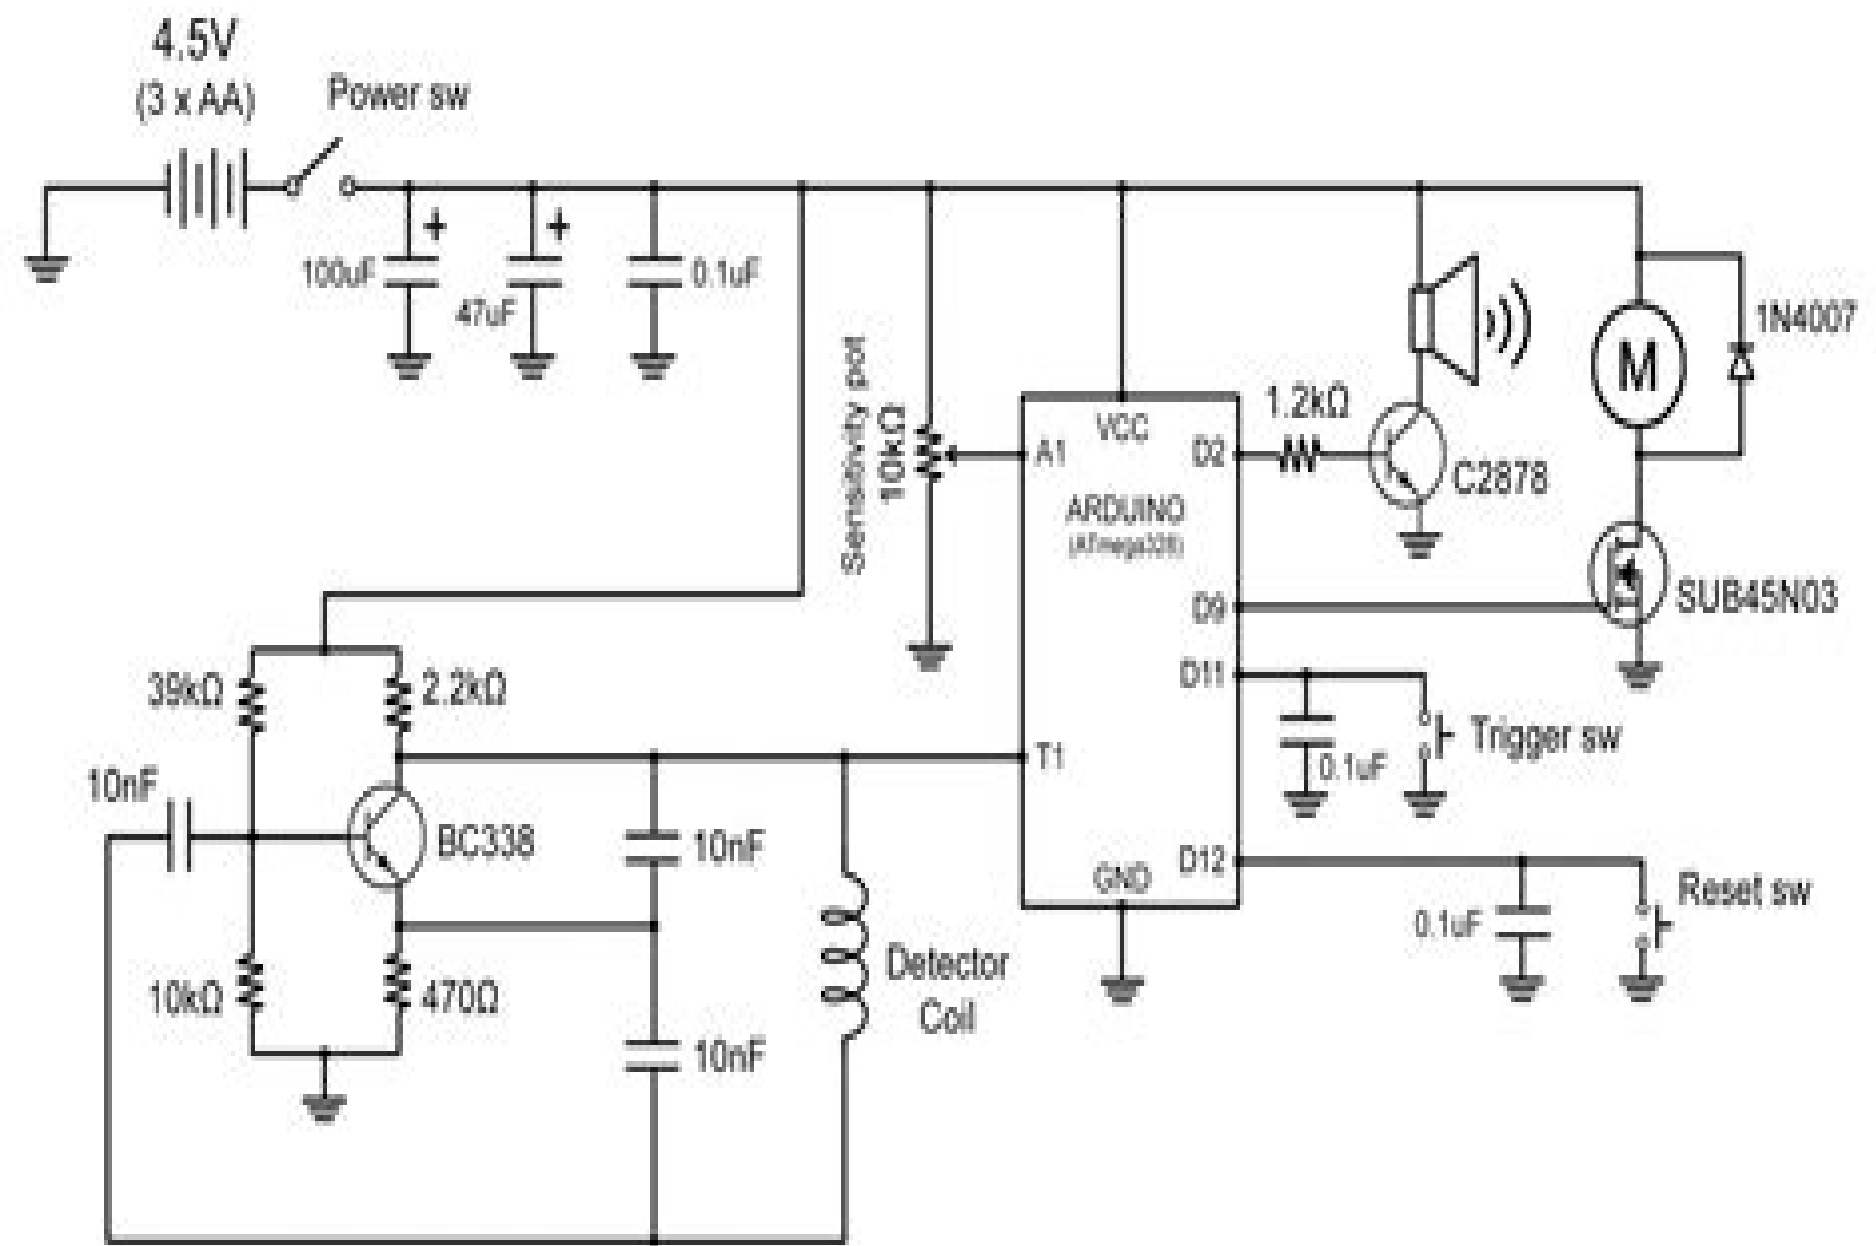 4.5V
(3 x AA)
Power sw
100uF
47uF
0.1uF
Sensitivity pot
10kΩ
A1
VCC
D2
ARDUINO
(ATmega328)
D9
D11
T1
D12
GND
1.2kΩ
C2878
M
1N4007
SUB45N03
Trigger sw
0.1uF
Reset sw
0.1uF
39kΩ
2.2kΩ
10nF
BC338
10nF
10kΩ
470Ω
10nF
Detector
Coil